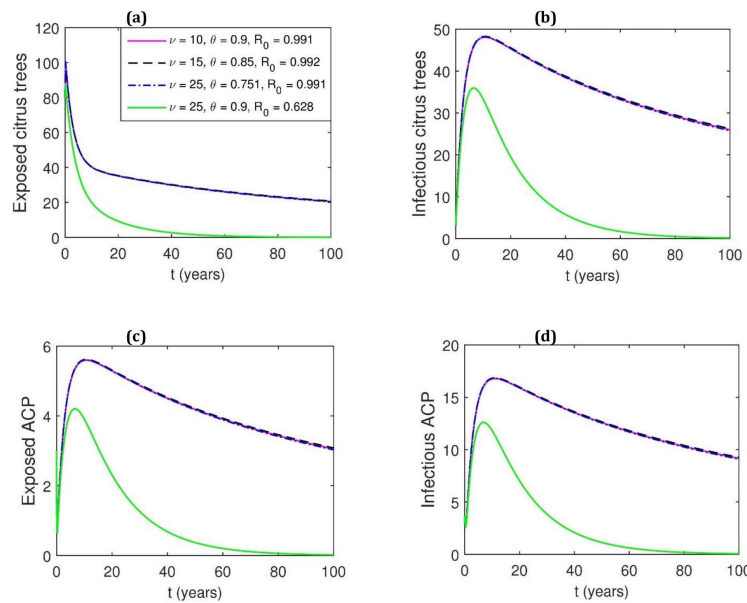 (a)
120
100
80
60
40
20
0
Exposed citrus trees
ν = 10, θ = 0.9, R0 = 0.991
ν = 15, θ = 0.85, R0 = 0.992
ν = 25, θ = 0.751, R0 = 0.991
ν = 25, θ = 0.9, R0 = 0.628
0 20 40 60 80 100
t (years)
(b)
50
40
30
20
10
0
Infectious citrus trees
0 20 40 60 80 100
t (years)
(c)
6
4
2
0
Exposed ACP
0 20 40 60 80 100
t (years)
(d)
20
15
10
5
0
Infectious ACP
0 20 40 60 80 100
t (years)